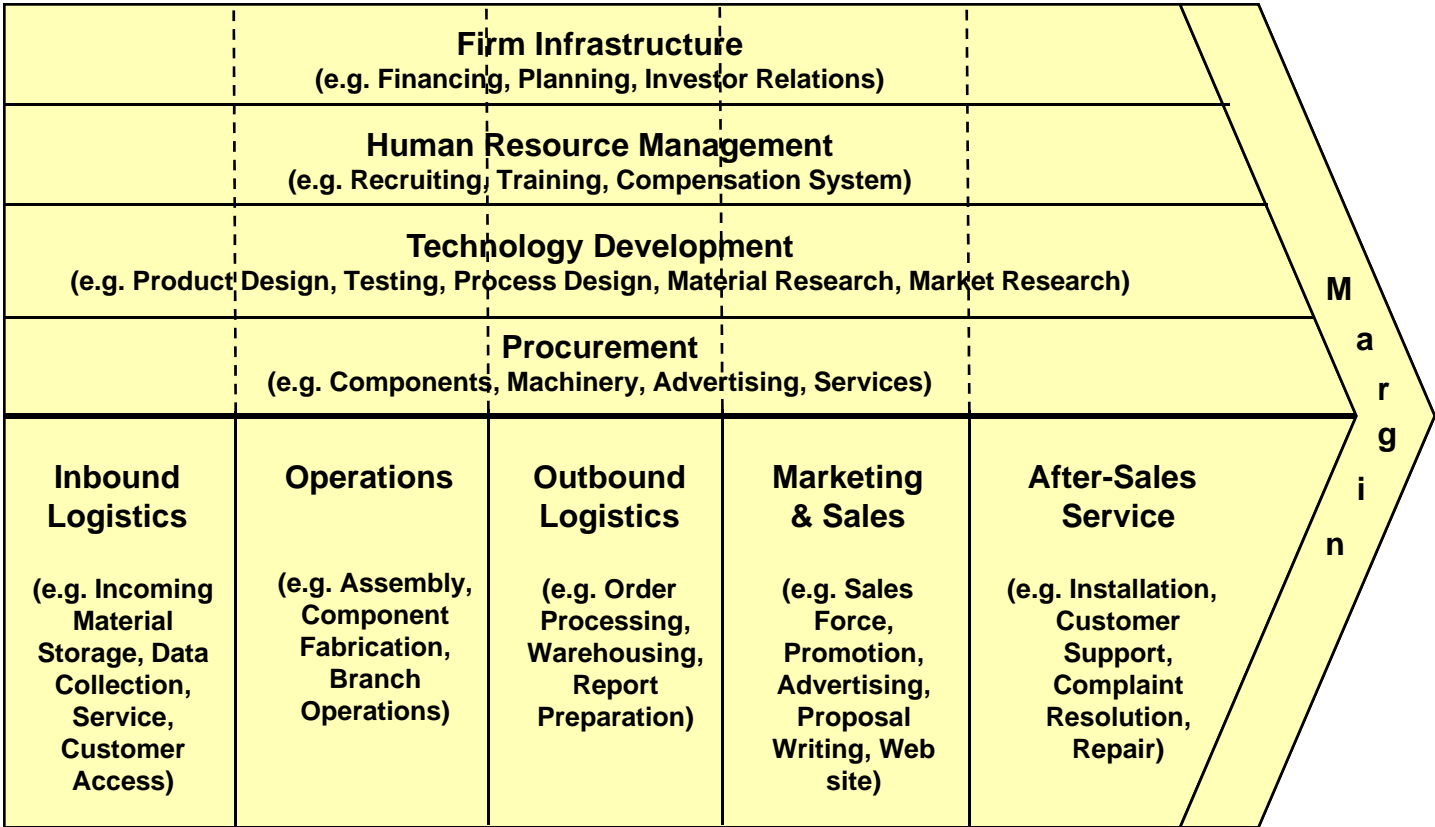 Firm Infrastructure
(e.g. Financing, Planning, Investor Relations)
Human Resource Management
(e.g. Recruiting, Training, Compensation System)
Technology Development
(e.g. Product Design, Testing, Process Design, Material Research, Market Research)
Procurement
(e.g. Components, Machinery, Advertising, Services)
Inbound
Logistics
(e.g. Incoming
Material
Storage, Data
Collection,
Service,
Customer
Access)
Operations
(e.g. Assembly,
Component
Fabrication,
Branch
Operations)
Outbound
Logistics
(e.g. Order
Processing,
Warehousing,
Report
Preparation)
Marketing
& Sales
(e.g. Sales
Force,
Promotion,
Advertising,
Proposal
Writing, Web
site)
After-Sales
Service
(e.g. Installation,
Customer
Support,
Complaint
Resolution,
Repair)
Margin